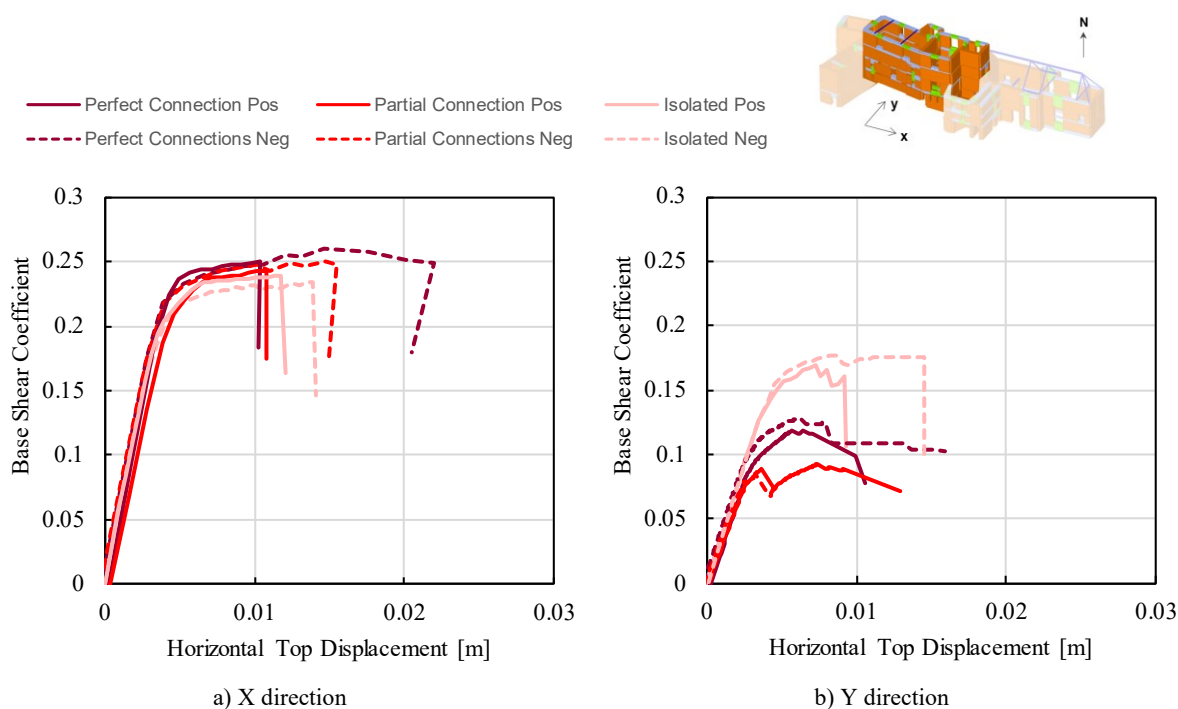 N
y
x
Perfect Connection Pos
Partial Connection Pos
Isolated Pos
Perfect Connections Neg
Partial Connections Neg
Isolated Neg
0.3
0.25
0.2
0.15
0.1
0.05
0
Base Shear Coefficient
0 0.01 0.02 0.03
Horizontal Top Displacement [m]
a) X direction
0.3
0.25
0.2
0.15
0.1
0.05
0
Base Shear Coefficient
0 0.01 0.02 0.03
Horizontal Top Displacement [m]
b) Y direction